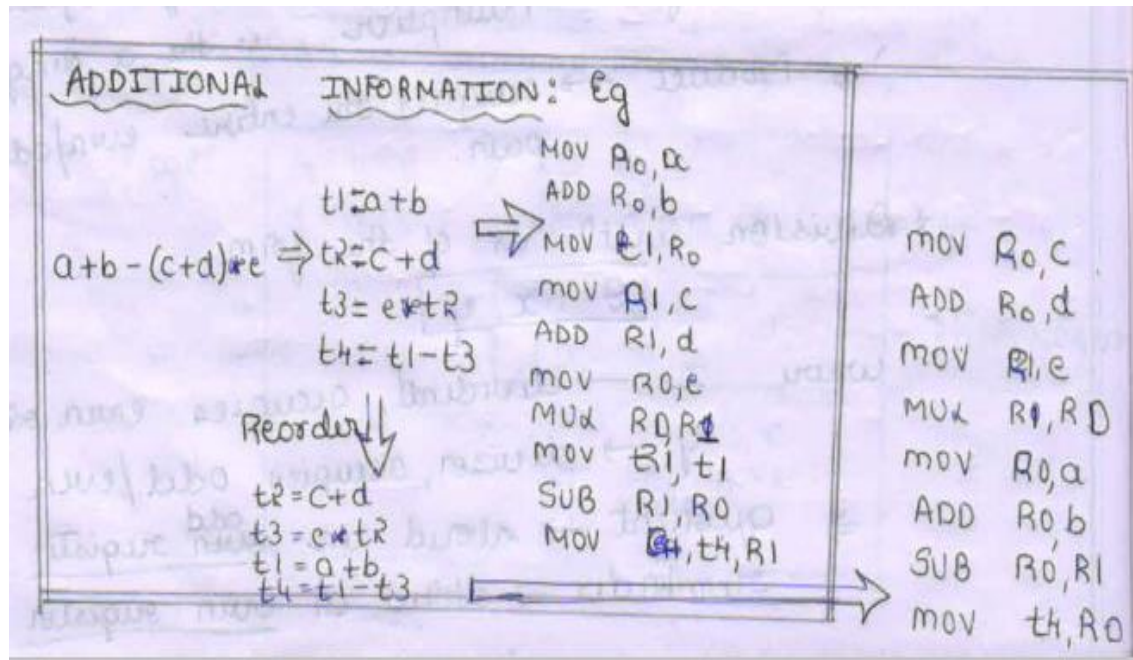 ADDITIONAL INFORMATION: Eg
a+b-(c+d)*e ⇒
t1=a+b
t2=c+d
t3=e*t2
t4=t1-t3
Reorder
t2=c+d
t3=e*t2
t1=a+b
t4=t1-t3
MOV R0,a
ADD R0,b
MOV t1,R0
MOV R1,c
ADD R1,d
MOV R0,e
MUL R0,R1
MOV R1,t1
SUB R1,R0
MOV t4,R1
MOV R0,c
ADD R0,d
MOV R1,e
MUL R1,R0
MOV R0,a
ADD R0,b
SUB R0,R1
MOV t4,R0